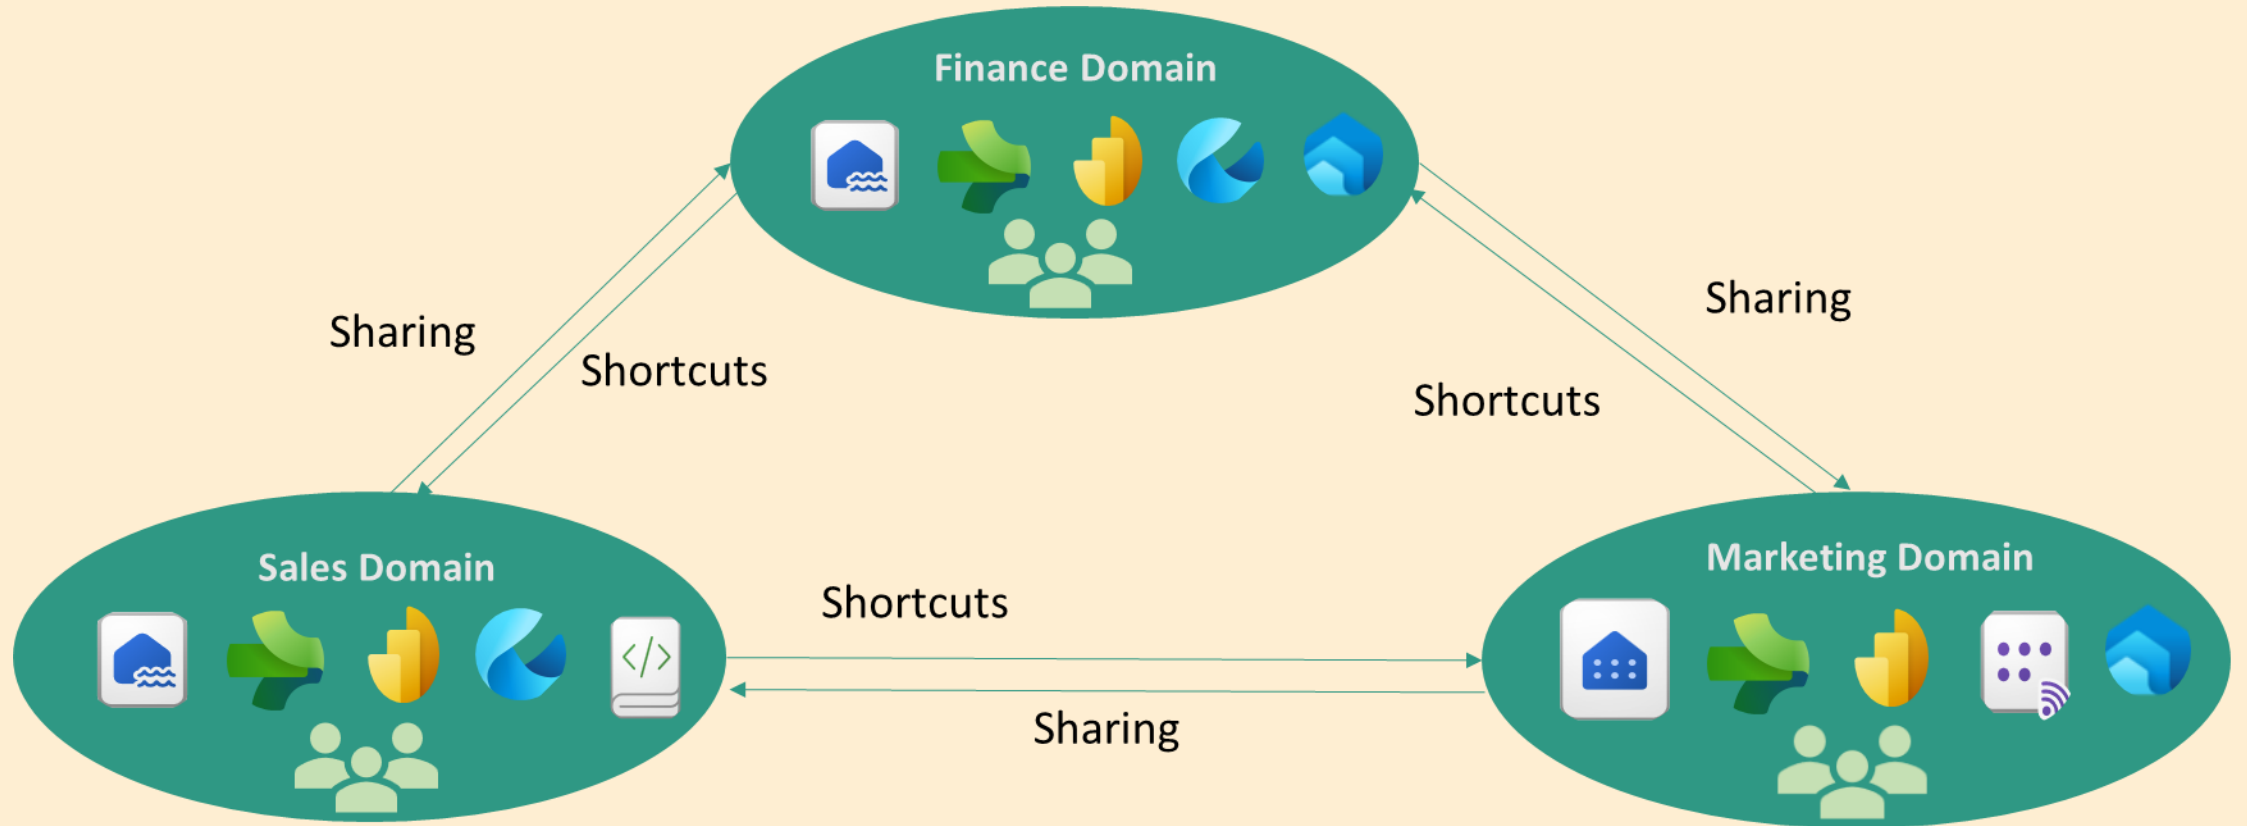 Finance Domain
Sharing
Shortcuts
Sharing
Shortcuts
Sales Domain
Marketing Domain
Shortcuts
Sharing